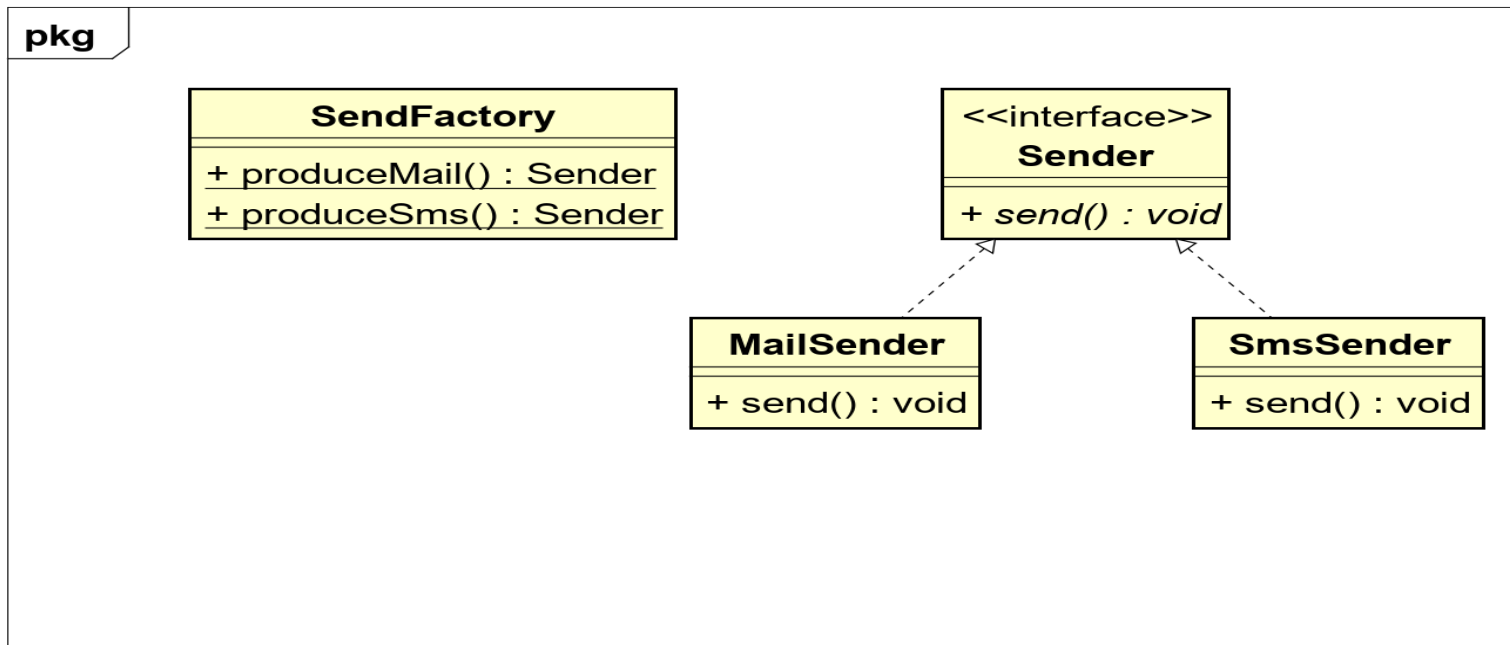 pkg
SendFactory
+ produceMail() : Sender
+ produceSms() : Sender
<<interface>>
Sender
+ send() : void
MailSender
+ send() : void
SmsSender
+ send() : void